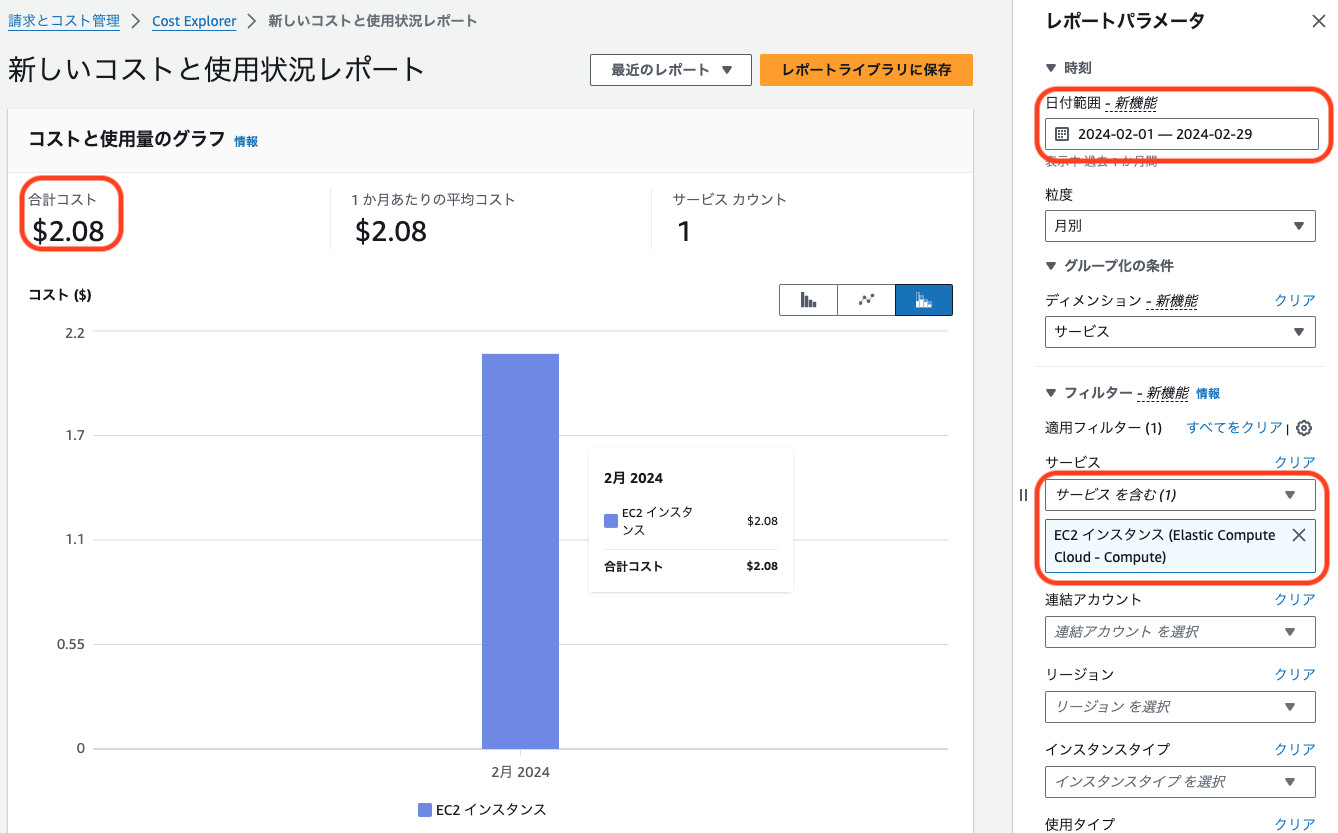 請求とコスト管理 > Cost Explorer > 新しいコストと使用状況レポート
新しいコストと使用状況レポート
最近のレポート
レポートライブラリに保存
コストと使用量のグラフ 情報
合計コスト
$2.08
1 か月あたりの平均コスト
$2.08
サービス カウント
1
コスト ($)
2.2
1.7
1.1
0.55
0
2月 2024
EC2 インスタ
ンス
$2.08
合計コスト $2.08
2月 2024
EC2 インスタンス
レポートパラメータ
時刻
日付範囲 - 新機能
2024-02-01 — 2024-02-29
表示中 過去 1 か月間
粒度
月別
グループ化の条件
ディメンション - 新機能 クリア
サービス
フィルター - 新機能 情報
適用フィルター (1) すべてをクリア |
サービス クリア
サービス を含む (1)
EC2 インスタンス (Elastic Compute
Cloud - Compute)
連結アカウント クリア
連結アカウント を選択
リージョン クリア
リージョン を選択
インスタンスタイプ クリア
インスタンスタイプ を選択
使用タイプ クリア